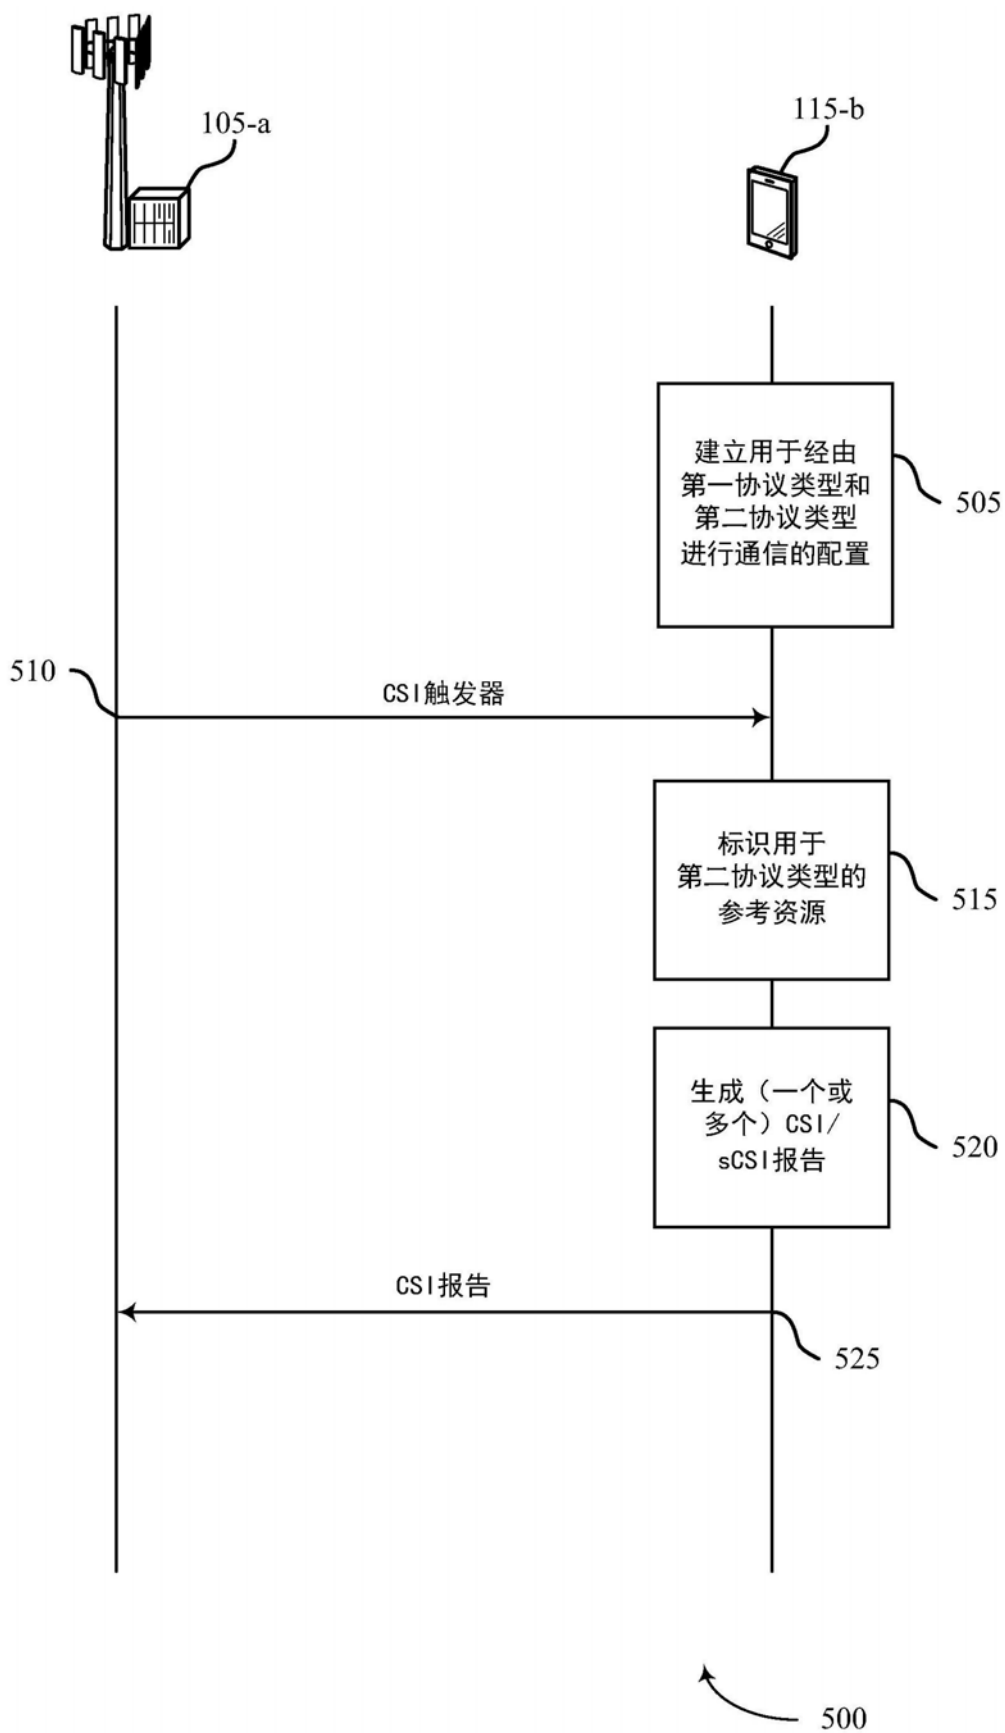 105-a
115-b
建立用于经由
第一协议类型和
第二协议类型
进行通信的配置
505
510
CSI触发器
标识用于
第二协议类型的
参考资源
515
生成（一个或
多个）CSI/
sCSI报告
520
CSI报告
525
500